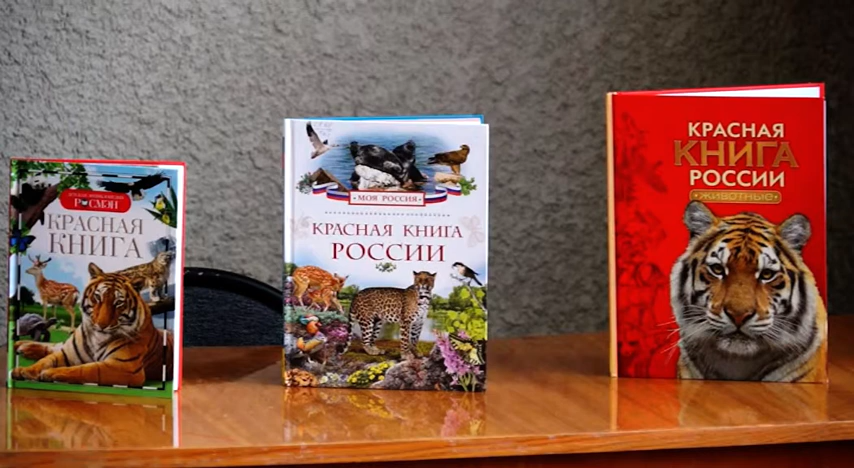 РОСМЭН
КРАСНАЯ
КНИГА
МОЯ РОССИЯ
КРАСНАЯ КНИГА
РОССИИ
КРАСНАЯ
КНИГА
РОССИИ
ЖИВОТНЫЕ